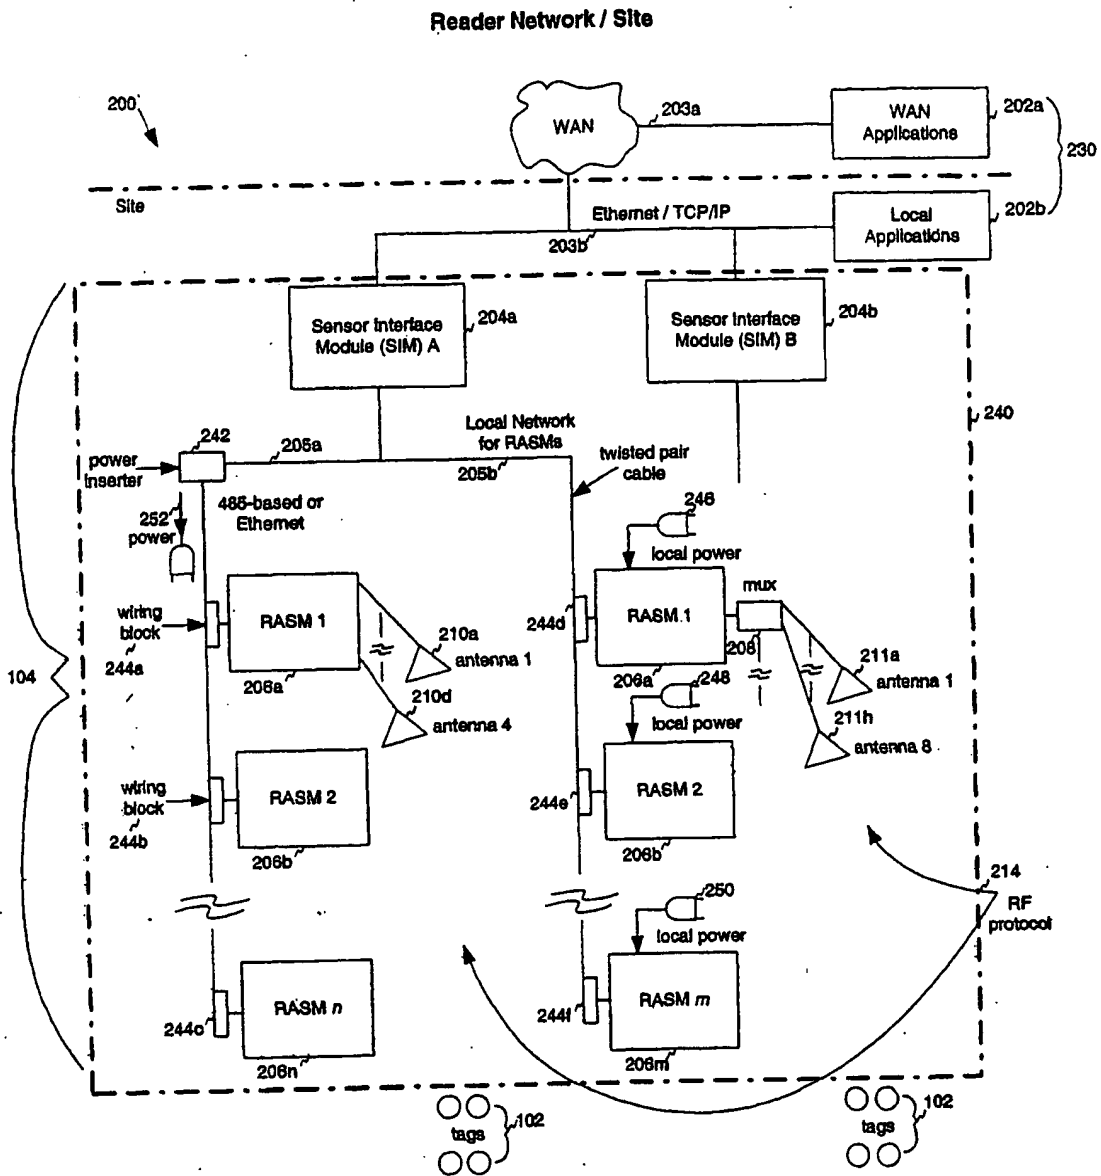 Reader Network / Site
200
WAN
203a
WAN
Applications
202a
230
Site
Ethernet / TCP/IP
203b
Local
Applications
202b
Sensor Interface
Module (SIM) A
204a
Sensor Interface
Module (SIM) B
204b
240
242
205a
Local Network
for RASMs
205b
power
inserter
twisted pair
cable
485-based or
Ethernet
252
power
246
local power
mux
wiring
block
244a
RASM 1
206a
210a
antenna 1
210d
antenna 4
244d
RASM 1
206a
208
211a
antenna 1
211h
antenna 8
104
248
local power
wiring
block
244b
RASM 2
206b
244e
RASM 2
206b
214
RF
protocol
250
local power
244c
RASM n
206n
244f
RASM m
206m
tags
102
tags
102